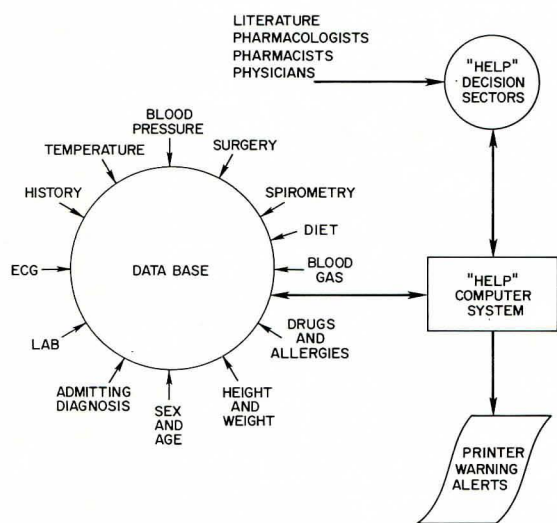 LITERATURE
PHARMACOLOGISTS
PHARMACISTS
PHYSICIANS
"HELP"
DECISION
SECTORS
BLOOD
PRESSURE
SURGERY
TEMPERATURE
SPIROMETRY
HISTORY
DIET
ECG
DATA BASE
BLOOD
GAS
"HELP"
COMPUTER
SYSTEM
LAB
DRUGS AND
ALLERGIES
ADMITTING
DIAGNOSIS
SEX
AND
AGE
HEIGHT
AND
WEIGHT
PRINTER
WARNING
ALERTS